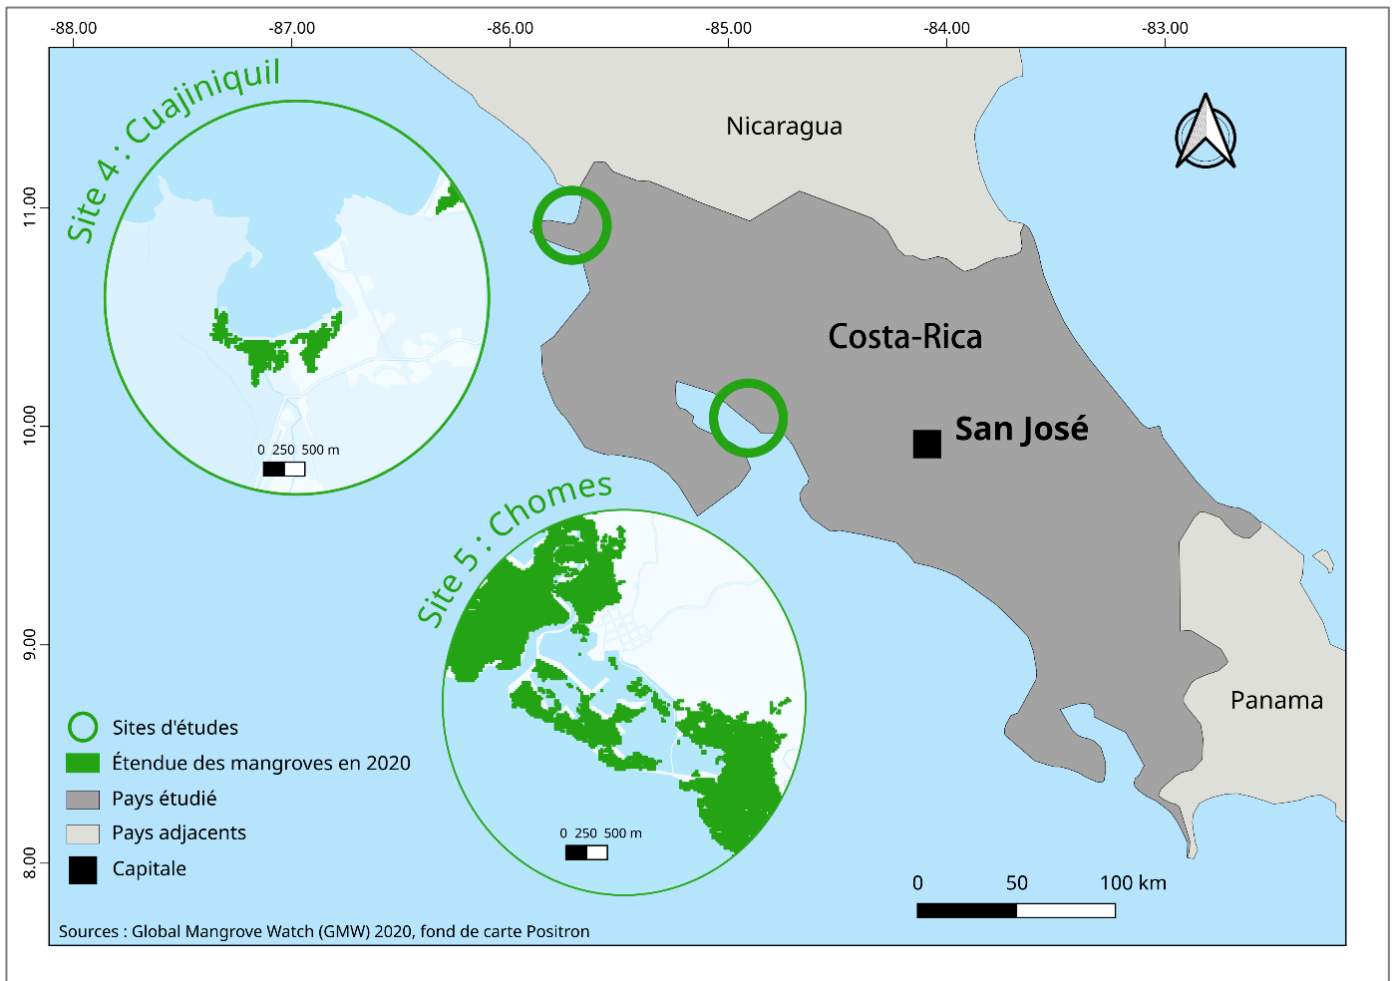 -88.00 -87.00 -86.00 -85.00 -84.00 -83.00
11.00
10.00
9.00
8.00
Site 4 : Cuajiniquil
0 250 500 m
Nicaragua
Costa-Rica
San José
Panama
Site 5 : Chomes
0 250 500 m
Sites d'études
Étendue des mangroves en 2020
Pays étudié
Pays adjacents
Capitale
0 50 100 km
Sources : Global Mangrove Watch (GMW) 2020, fond de carte Positron